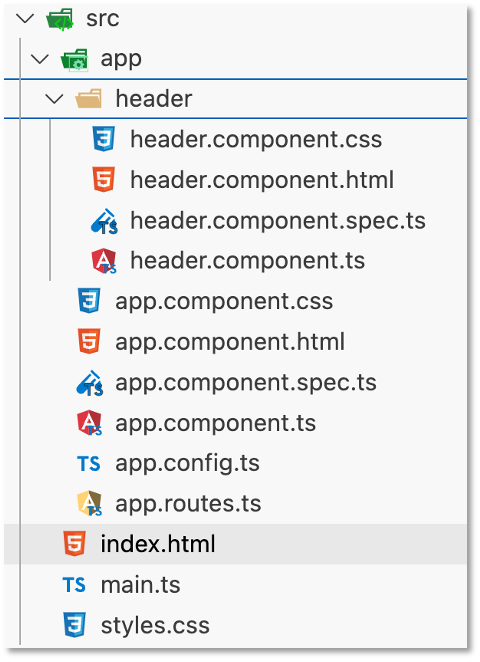 src
app
header
header.component.css
header.component.html
header.component.spec.ts
header.component.ts
app.component.css
app.component.html
app.component.spec.ts
app.component.ts
TS app.config.ts
app.routes.ts
index.html
TS main.ts
styles.css